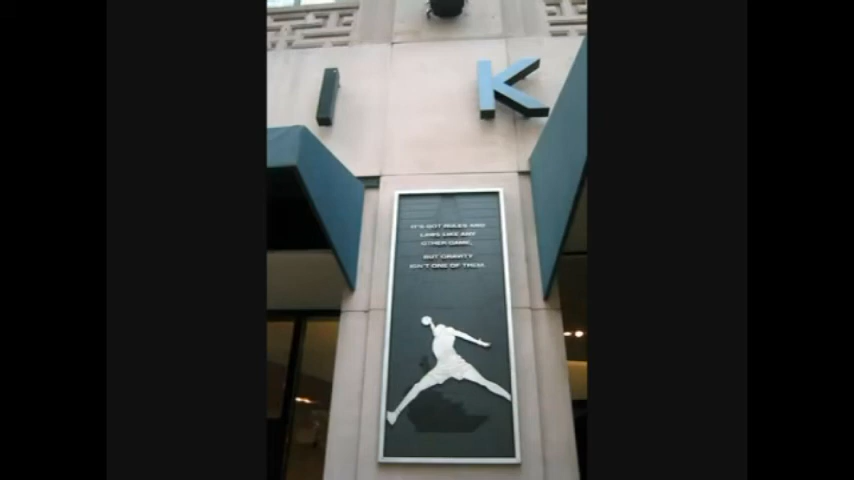 I K
IT'S GOT RULES AND
LAWS LIKE ANY
OTHER GAME,
BUT GRAVITY
ISN'T ONE OF THEM.